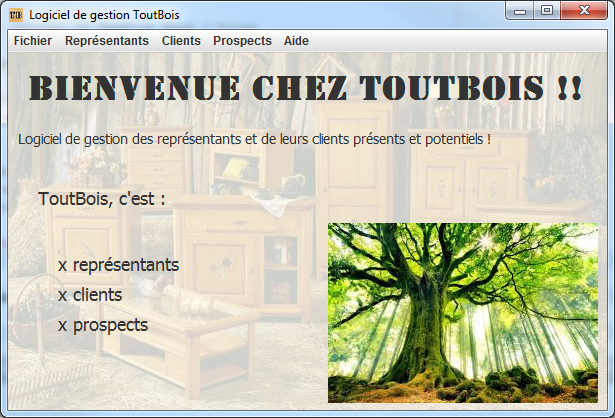 Logiciel de gestion ToutBois
Fichier Représentants Clients Prospects Aide
BIENVENUE CHEZ TOUTBOIS !!
Logiciel de gestion des représentants et de leurs clients présents et potentiels !
ToutBois, c'est :
x représentants
x clients
x prospects